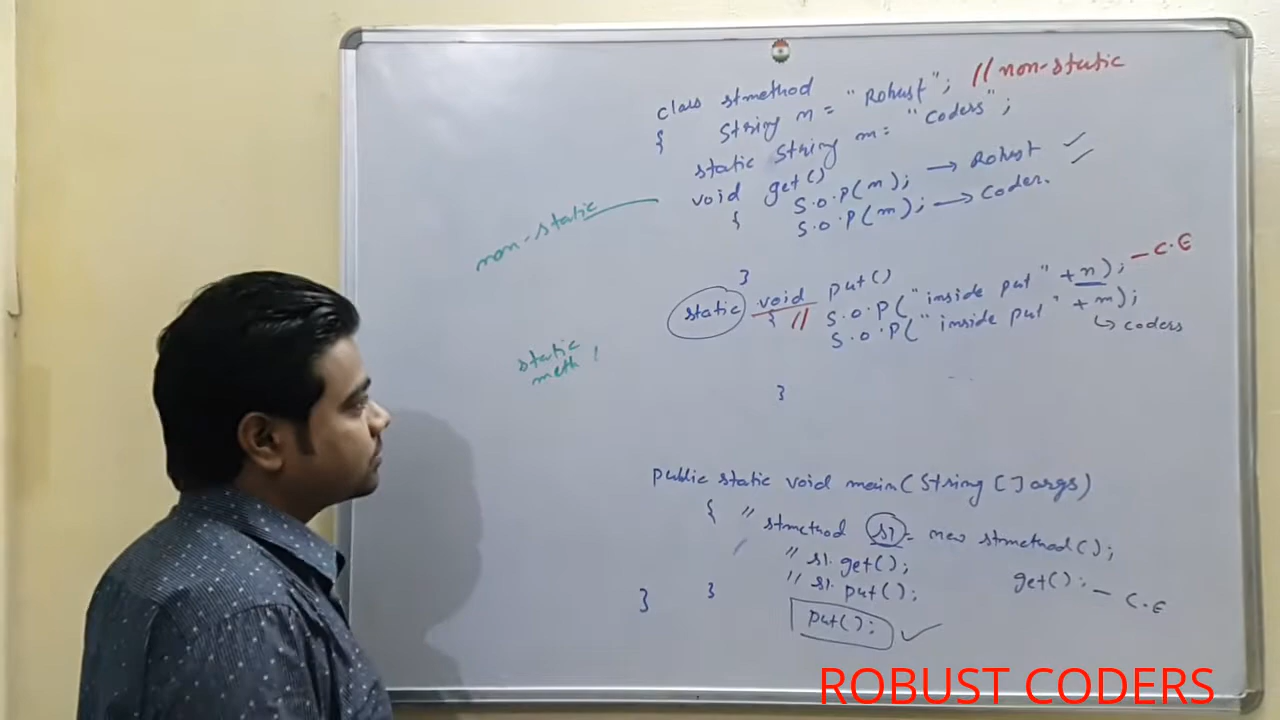 class stmethod
{ String n = "Robust"; // non-static
static String m = "Coders";
void get()
{ S.O.P(n); → Robust ✓
S.O.P(m); → Coder. ✓
non-static
}
static void put()
{ // S.O.P("inside put" + n); — C.E
S.O.P("inside put" + m);
↳ coders
static
meth
}
public static void main(String [] args)
{ " stmethod s1 = new stmethod();
" s1.get();
" s1.put();
get(); — C.E
put(); ✓
}
}
ROBUST CODERS